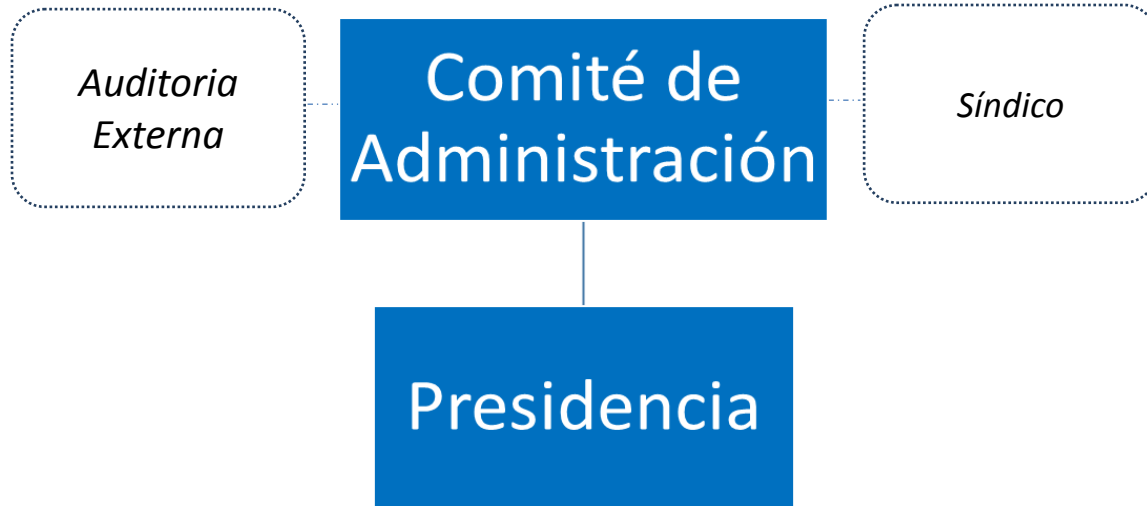 Auditoria
Externa
Comité de
Administración
Síndico
Presidencia